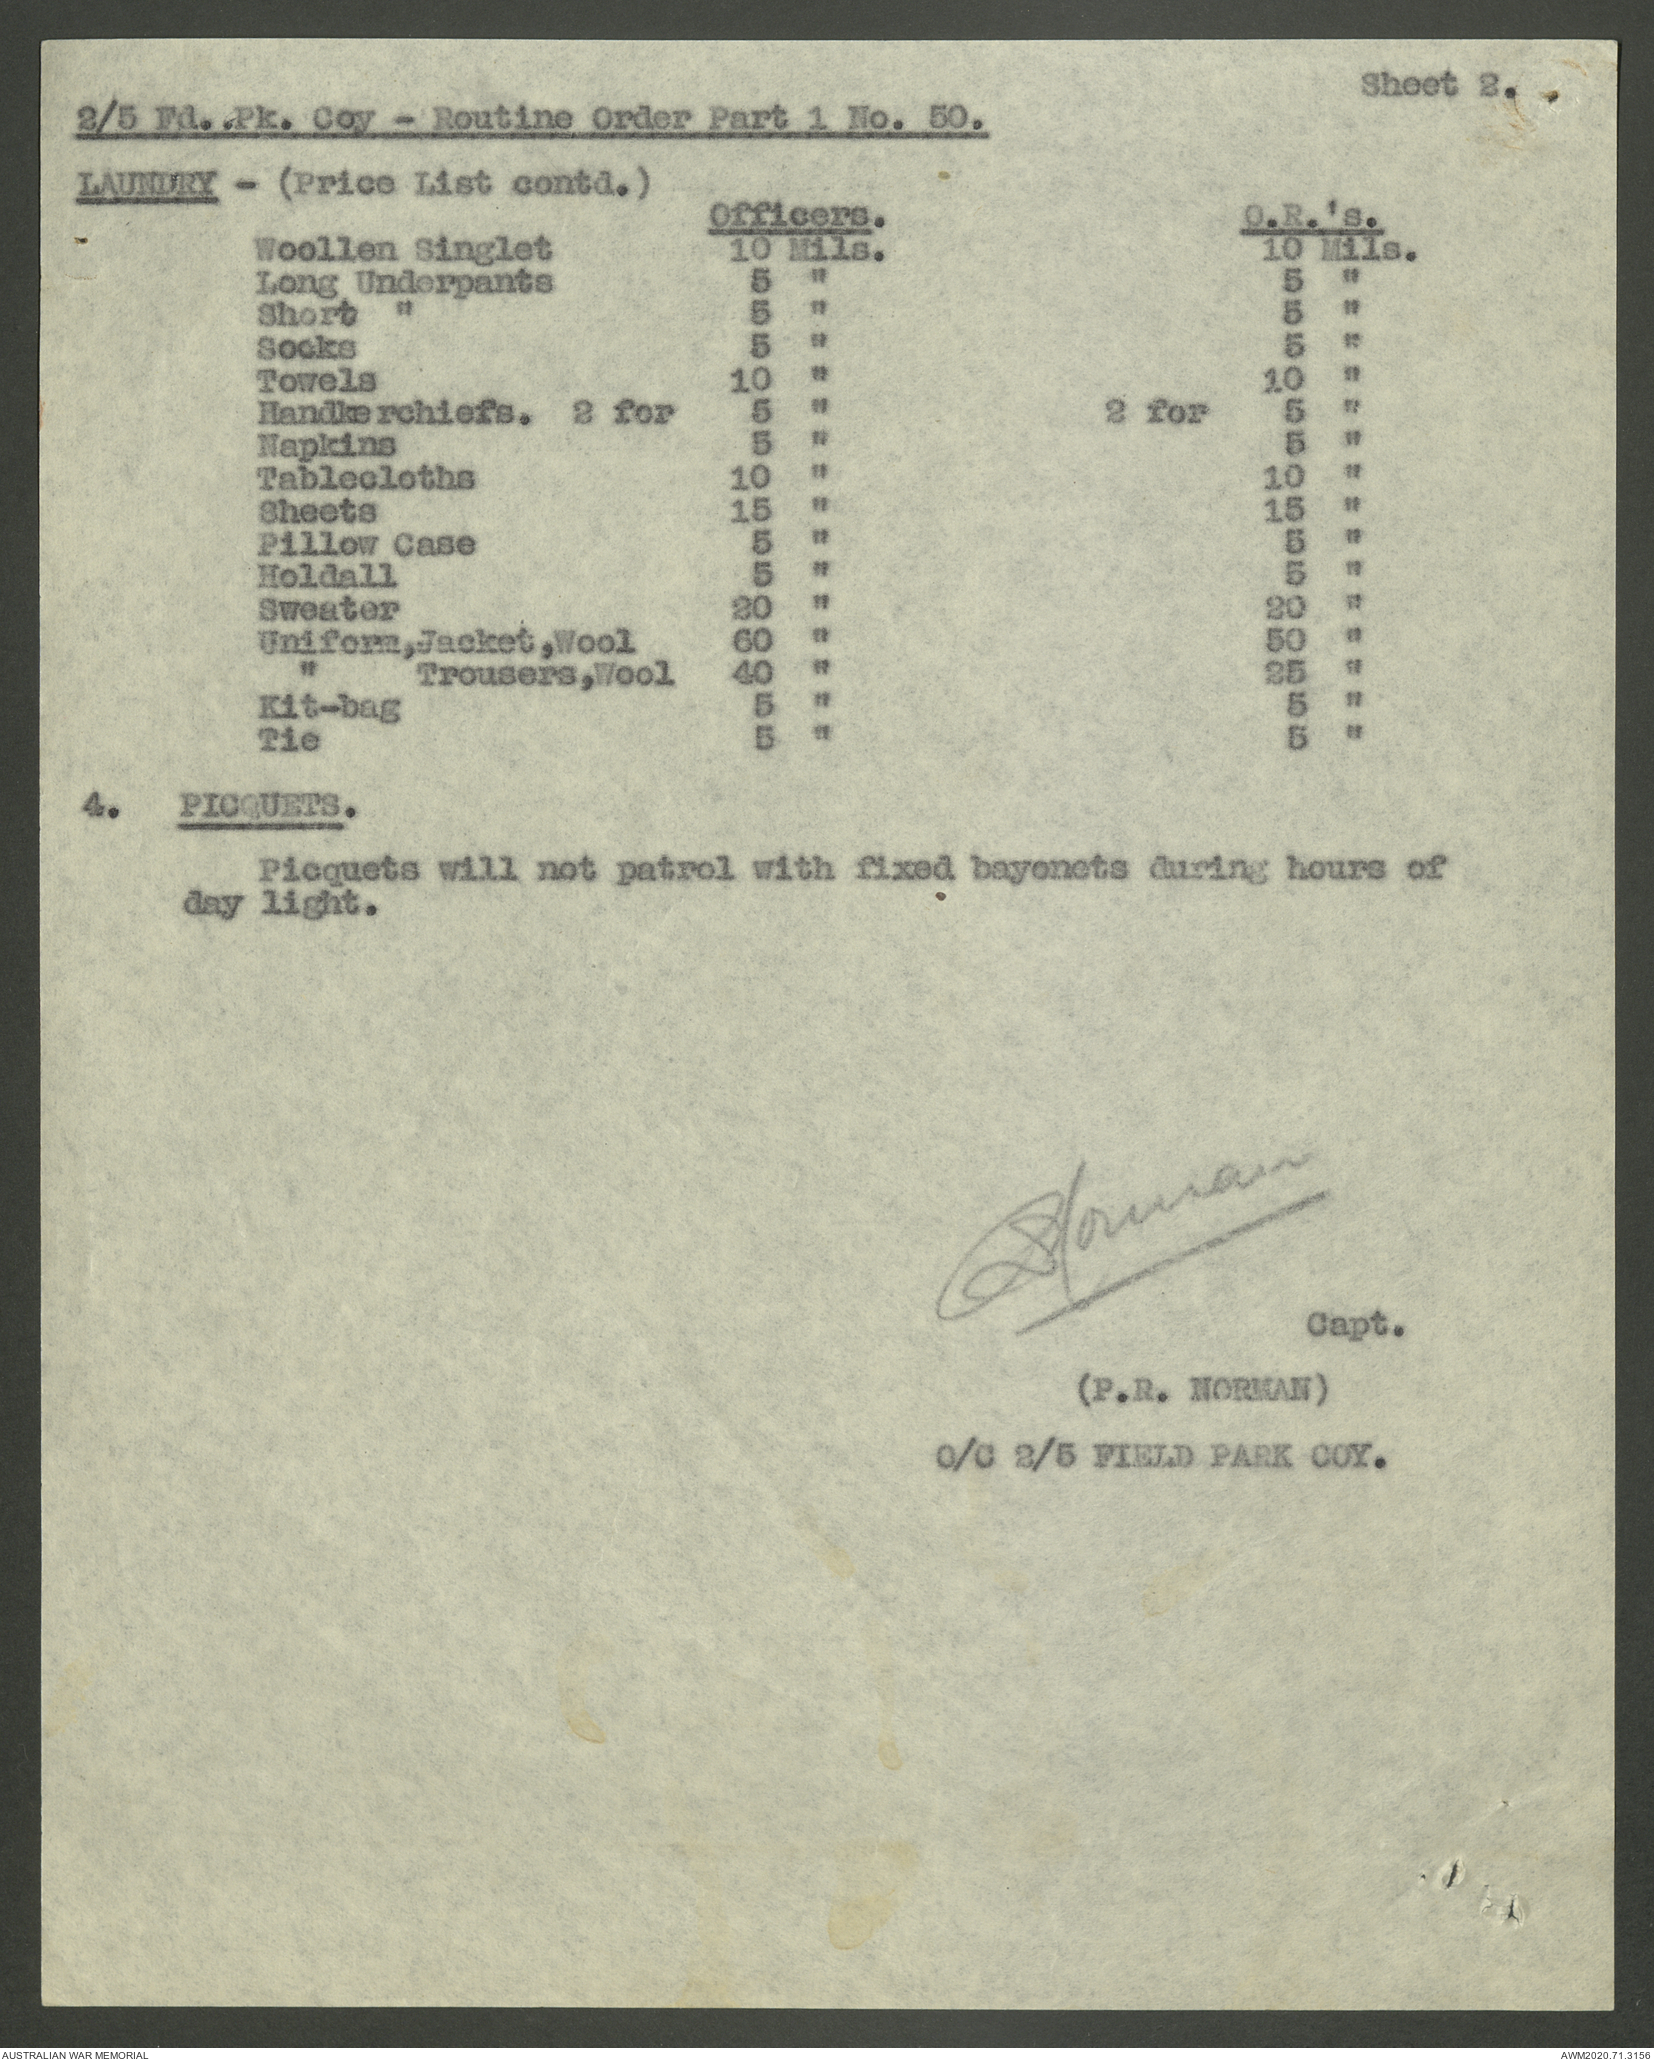 Sheet 2.
2/5 Fd. Pk. Coy - Routine Order Part 1 No. 50.
LAUNDRY - (Price List contd.)
Officers. O.R.'s.
Woollen Singlet 10 Mils. 10 Mils.
Long Underpants 5 " 5 "
Short " 5 " 5 "
Socks 5 " 5 "
Towels 10 " 10 "
Handkerchiefs. 2 for 5 " 2 for 5 "
Napkins 5 " 5 "
Tablecloths 10 " 10 "
Sheets 15 " 15 "
Pillow Case 5 " 5 "
Holdall 5 " 5 "
Sweater 20 " 20 "
Uniform,Jacket,Wool 60 " 50 "
" Trousers,Wool 40 " 25 "
Kit-bag 5 " 5 "
Tie 5 " 5 "
4. PICQUETS.
Picquets will not patrol with fixed bayonets during hours of
day light.
Norman
Capt.
(P.R. NORMAN)
O/C 2/5 FIELD PARK COY.
AUSTRALIAN WAR MEMORIAL AWM2020.71.3156